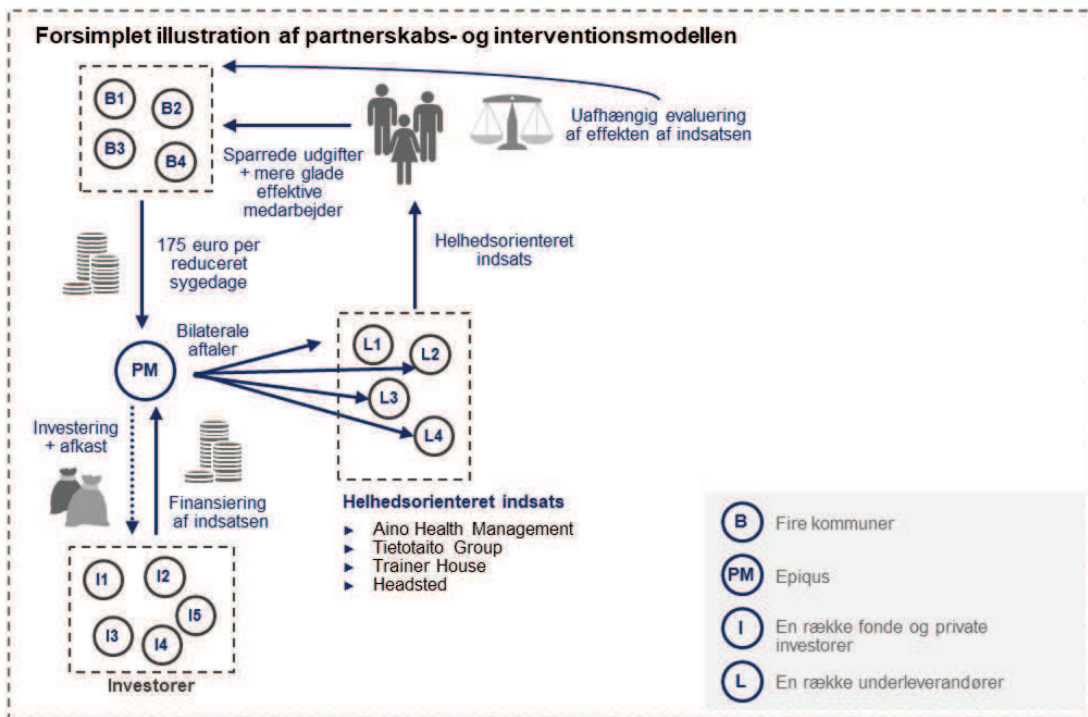 Forsimplet illustration af partnerskabs- og interventionsmodellen
B1
B2
B3
B4
Sparrede udgifter
+ mere glade
effektive
medarbejder
Uafhængig evaluering
af effekten af indsatsen
175 euro per
reduceret
sygedage
Helhedsorienteret
indsats
Bilaterale
aftaler
PM
L1
L2
L3
L4
Investering
+ afkast
Finansiering
af indsatsen
Helhedsorienteret indsats
► Aino Health Management
► Tietotaito Group
► Trainer House
► Headsted
I1
I2
I3
I4
I5
Investorer
B Fire kommuner
PM Epiqus
I En række fonde og private
investorer
L En række underleverandører